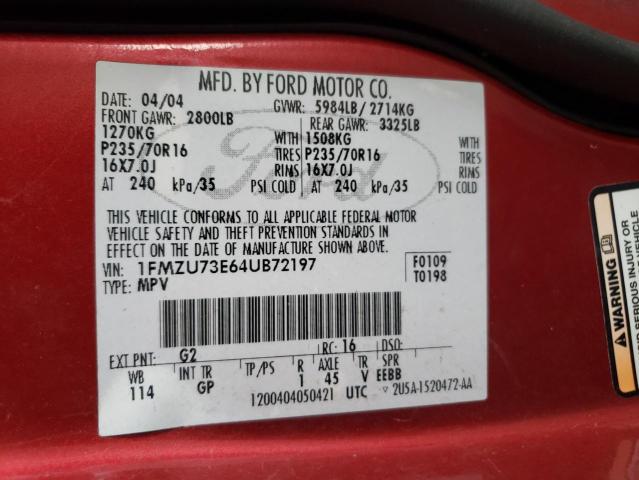 MFD. BY FORD MOTOR CO.
DATE: 04/04 GVWR: 5984LB / 2714KG
FRONT GAWR: 2800LB REAR GAWR: 3325LB
1270KG WITH 1508KG WITH
P235/70R16 TIRES P235/70R16 TIRES
16X7.0J RIMS 16X7.0J RIMS
AT 240 kPa/35 PSI COLD AT 240 kPa/35 PSI COLD
THIS VEHICLE CONFORMS TO ALL APPLICABLE FEDERAL MOTOR
VEHICLE SAFETY AND THEFT PREVENTION STANDARDS IN
EFFECT ON THE DATE OF MANUFACTURE SHOWN ABOVE.
VIN: 1FMZU73E64UB72197 F0109
TYPE: MPV T0198
EXT PNT: G2 RC: 16 DSO:
WB INT TR TP/PS R AXLE TR SPR
114 GP 1 45 V EEBB
1200404050421 UTC 2U5A-1520472-AA
Ford
WARNING
SERIOUS INJURY OR